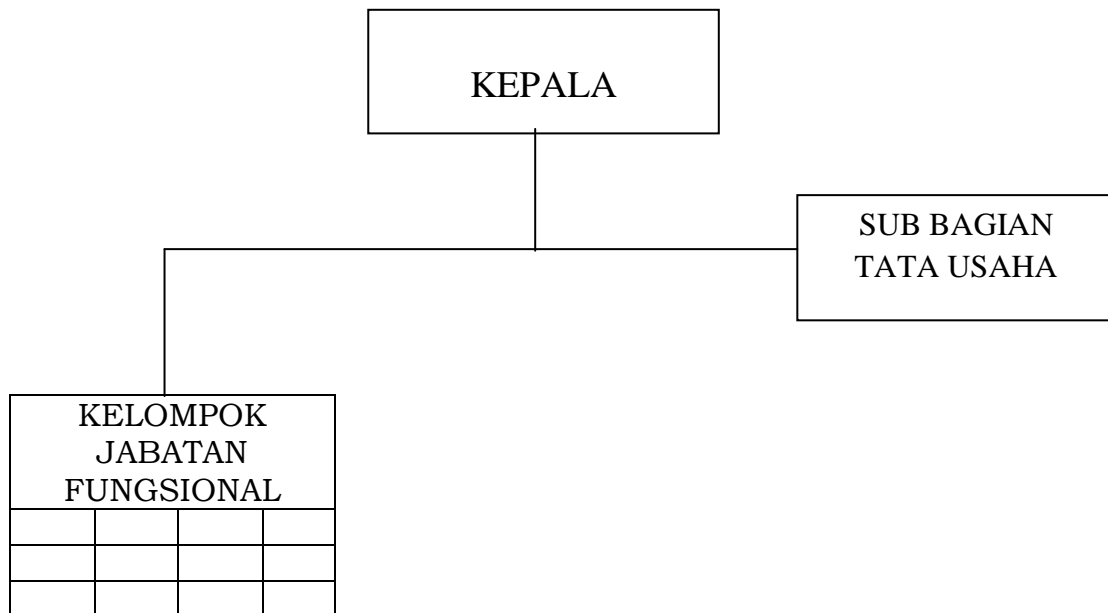 KEPALA
SUB BAGIAN
TATA USAHA
KELOMPOK
JABATAN
FUNGSIONAL